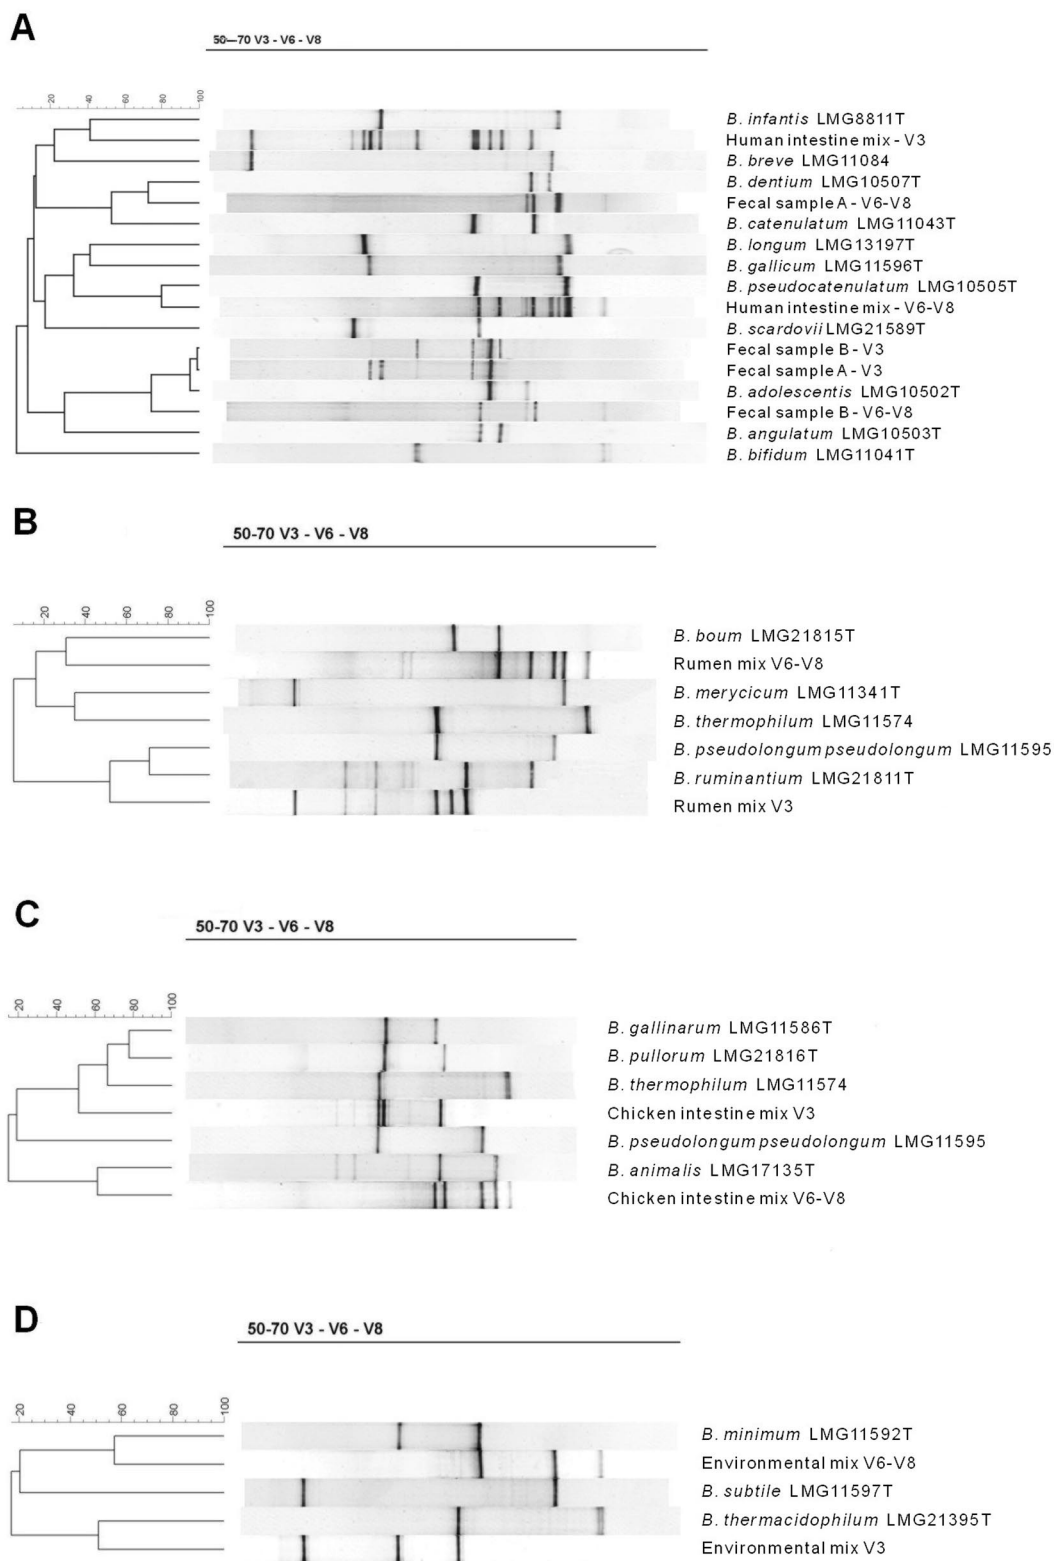 A
50—70 V3 - V6 - V8
20 40 60 80 100
B. infantis LMG8811T
Human intestine mix - V3
B. breve LMG11084
B. dentium LMG10507T
Fecal sample A - V6-V8
B. catenulatum LMG11043T
B. longum LMG13197T
B. gallicum LMG11596T
B. pseudocatenulatum LMG10505T
Human intestine mix - V6-V8
B. scardovii LMG21589T
Fecal sample B - V3
Fecal sample A - V3
B. adolescentis LMG10502T
Fecal sample B - V6-V8
B. angulatum LMG10503T
B. bifidum LMG11041T
B
50-70 V3 - V6 - V8
20 40 60 80 100
B. boum LMG21815T
Rumen mix V6-V8
B. merycicum LMG11341T
B. thermophilum LMG11574
B. pseudolongum pseudolongum LMG11595
B. ruminantium LMG21811T
Rumen mix V3
C
50-70 V3 - V6 - V8
20 40 60 80 100
B. gallinarum LMG11586T
B. pullorum LMG21816T
B. thermophilum LMG11574
Chicken intestine mix V3
B. pseudolongum pseudolongum LMG11595
B. animalis LMG17135T
Chicken intestine mix V6-V8
D
50-70 V3 - V6 - V8
20 40 60 80 100
B. minimum LMG11592T
Environmental mix V6-V8
B. subtile LMG11597T
B. thermacidophilum LMG21395T
Environmental mix V3